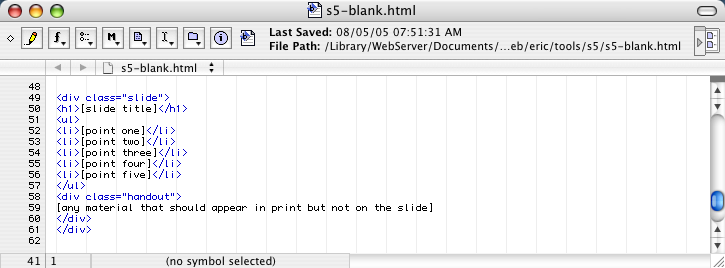 s5-blank.html
Last Saved: 08/05/05 07:51:31 AM
File Path: /Library/WebServer/Documents/...eb/eric/tools/s5/s5-blank.html
s5-blank.html
48
49 <div class="slide">
50 <h1>[slide title]</h1>
51 <ul>
52 <li>[point one]</li>
53 <li>[point two]</li>
54 <li>[point three]</li>
55 <li>[point four]</li>
56 <li>[point five]</li>
57 </ul>
58 <div class="handout">
59 [any material that should appear in print but not on the slide]
60 </div>
61 </div>
62
41 1 (no symbol selected)